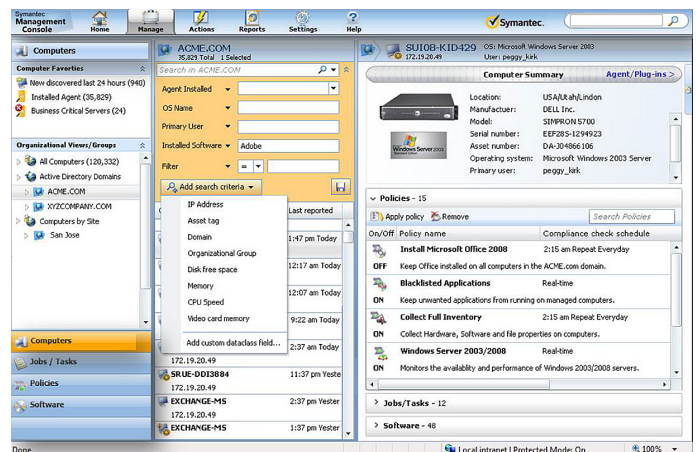 Symantec
Management
Console
Home
Manage
Actions
Reports
Settings
Help
Symantec.
Computers
Computer Favorties
New discovered last 24 hours (940)
Installed Agent (35,829)
Business Critical Servers (24)
Organizational Views/Groups
All Computers (120,332)
Active Directory Domains
ACME.COM
XYZCOMPANY.COM
Computers by Site
San Jose
Computers
Jobs / Tasks
Policies
Software
ACME.COM
35,829 Total 1 Selected
Search in ACME.COM
Agent Installed
OS Name
Primary User
Installed Software
Adobe
Filter
=
Add search criteria
IP Address
Asset tag
Domain
Organizational Group
Disk free space
Memory
CPU Speed
Video card memory
Add custom dataclass field...
Last reported
1:47 pm Today
12:17 am Today
12:07 am Today
9:22 am Today
2:37 am Today
172.19.20.49
SRUE-DDI3884
11:37 pm Yeste
172.19.20.49
EXCHANGE-MS
2:37 pm Yester
172.19.20.49
EXCHANGE-MS
1:37 pm Yester
SUI08-KID429
172.19.20.49
OS: Microsoft Windows Server 2003
User: peggy_kirk
Computer Summary
Agent/Plug-ins >
Windows Server 2003
Location: USA/Utah/Lindon
Manufactuer: DELL Inc.
Model: SIMPRON 5700
Serial number: EEF285-1294923
Asset number: DA-J04866106
Operating system: Microsoft Windows 2003 Server
Primary user: peggy_kirk
Policies - 15
Apply policy
Remove
Search Policies
On/Off Policy name Compliance check schedule
Install Microsoft Office 2008 2:15 am Repeat Everyday
OFF Keep Office installed on all computers in the ACME.com domain.
Blacklisted Applications Real-time
ON Keep unwanted applications from running on managed computers.
Collect Full Inventory 2:15 am Repeat Everyday
ON Collect Hardware, Software and file properties on computers.
Windows Server 2003/2008 Real-time
ON Monitors the availablity and performance of Windows 2003/2008 servers.
> Jobs/Tasks - 12
> Software - 48
Done
Local intranet | Protected Mode: On
100%